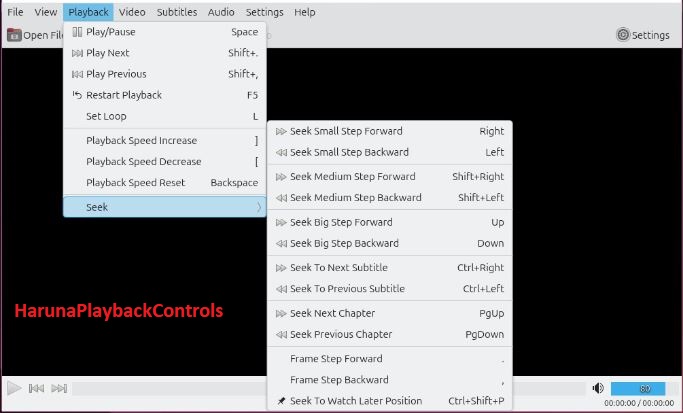 File View Playback Video Subtitles Audio Settings Help
Open File
Settings
Play/Pause Space
Play Next Shift+.
Play Previous Shift+,
Restart Playback F5
Set Loop L
Playback Speed Increase ]
Playback Speed Decrease [
Playback Speed Reset Backspace
Seek
Seek Small Step Forward Right
Seek Small Step Backward Left
Seek Medium Step Forward Shift+Right
Seek Medium Step Backward Shift+Left
Seek Big Step Forward Up
Seek Big Step Backward Down
Seek To Next Subtitle Ctrl+Right
Seek To Previous Subtitle Ctrl+Left
Seek Next Chapter PgUp
Seek Previous Chapter PgDown
Frame Step Forward .
Frame Step Backward ,
Seek To Watch Later Position Ctrl+Shift+P
HarunaPlaybackControls
80
00:00:00 / 00:00:00